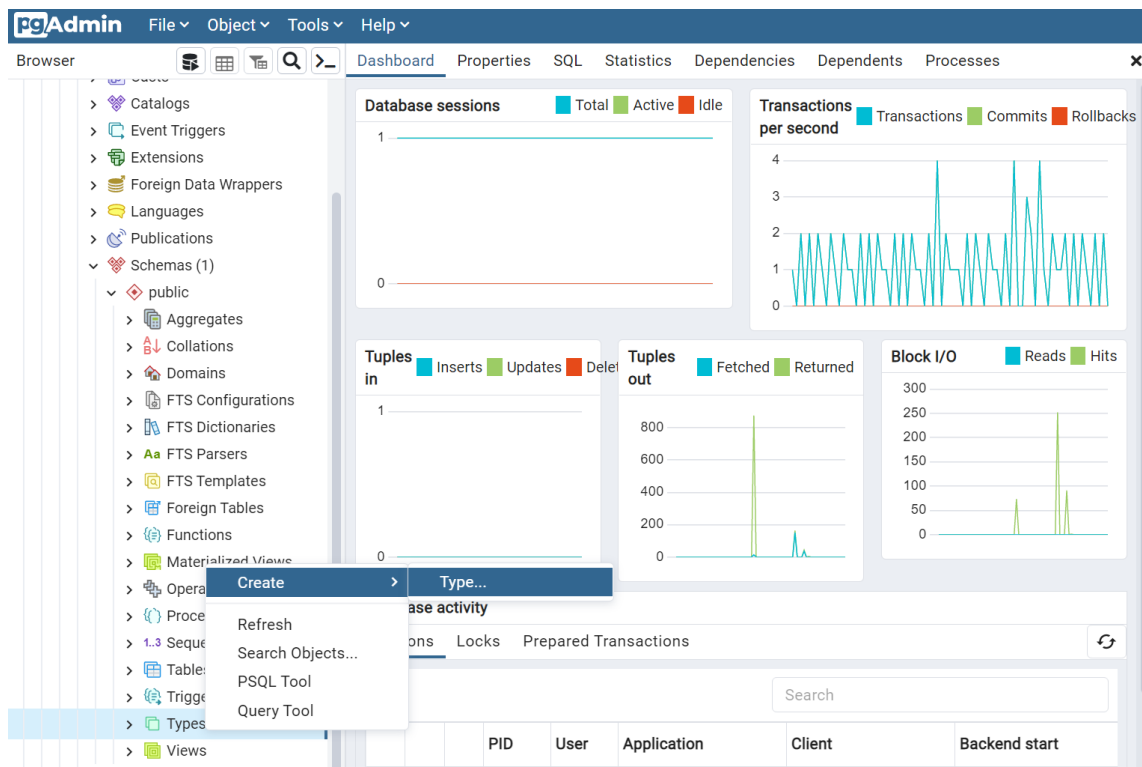 pgAdmin File Object Tools Help
Browser
Dashboard Properties SQL Statistics Dependencies Dependents Processes
Catalogs
Event Triggers
Extensions
Foreign Data Wrappers
Languages
Publications
Schemas (1)
public
Aggregates
Collations
Domains
FTS Configurations
FTS Dictionaries
Aa FTS Parsers
FTS Templates
Foreign Tables
Functions
Materialized Views
Opera
Proce
1..3 Seque
Table
Trigge
Types
Views
Create
Type...
Refresh
Search Objects...
PSQL Tool
Query Tool
Database sessions
Total Active Idle
1
0
Transactions
per second
Transactions Commits Rollbacks
4
3
2
1
0
Tuples
in
Inserts Updates Delet
1
0
Tuples
out
Fetched Returned
800
600
400
200
0
Block I/O
Reads Hits
300
250
200
150
100
50
0
ase activity
ons Locks Prepared Transactions
Search
PID User Application Client Backend start